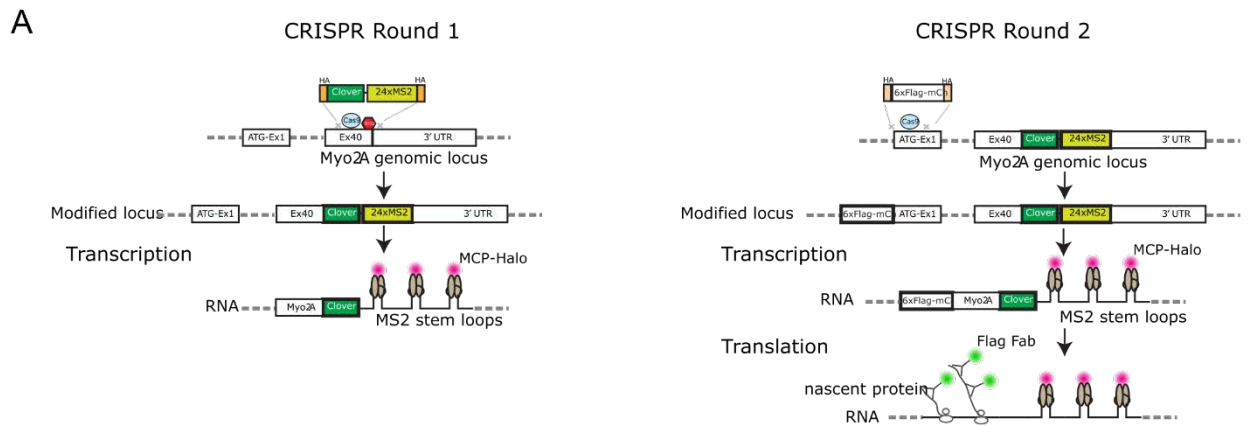 A
CRISPR Round 1
HA
HA
Clover
24xMS2
Cas9
ATG-Ex1
Ex40
3' UTR
Myo2A genomic locus
Modified locus
ATG-Ex1
Ex40
Clover
24xMS2
3' UTR
Transcription
MCP-Halo
RNA
Myo2A
Clover
MS2 stem loops
CRISPR Round 2
HA
HA
6xFlag-mCh
Cas9
ATG-Ex1
Ex40
Clover
24xMS2
3' UTR
Myo2A genomic locus
Modified locus
6xFlag-mC
ATG-Ex1
Ex40
Clover
24xMS2
3' UTR
Transcription
MCP-Halo
RNA
6xFlag-mC
Myo2A
Clover
MS2 stem loops
Translation
Flag Fab
nascent protein
RNA